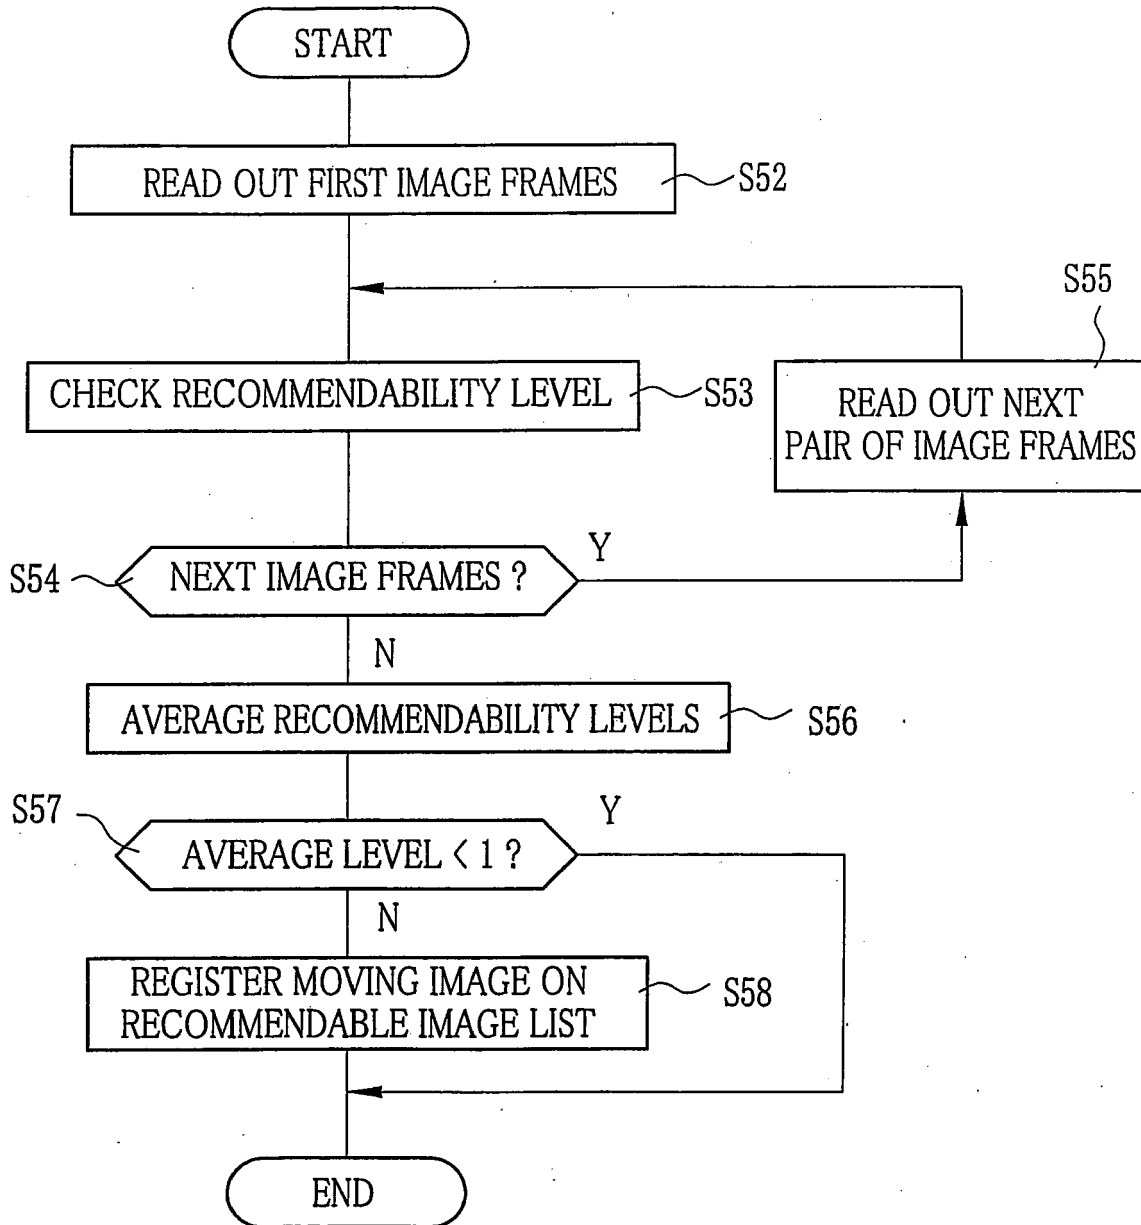 START
READ OUT FIRST IMAGE FRAMES
S52
S55
CHECK RECOMMENDABILITY LEVEL
S53
READ OUT NEXT
PAIR OF IMAGE FRAMES
S54
NEXT IMAGE FRAMES ?
Y
N
AVERAGE RECOMMENDABILITY LEVELS
S56
S57
AVERAGE LEVEL < 1 ?
Y
N
REGISTER MOVING IMAGE ON
RECOMMENDABLE IMAGE LIST
S58
END